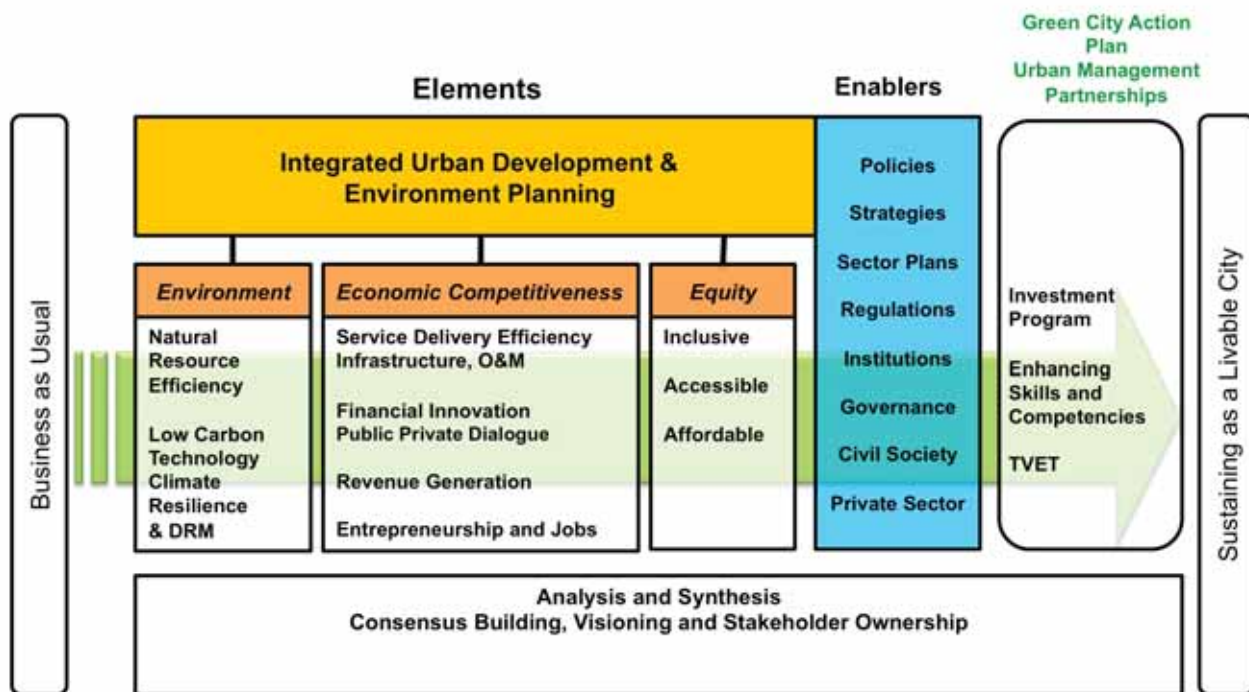 Green City Action
Plan
Urban Management
Partnerships
Elements
Enablers
Business as Usual
Integrated Urban Development &
Environment Planning
Environment
Natural
Resource
Efficiency
Low Carbon
Technology
Climate
Resilience
& DRM
Economic Competitiveness
Service Delivery Efficiency
Infrastructure, O&M
Financial Innovation
Public Private Dialogue
Revenue Generation
Entrepreneurship and Jobs
Equity
Inclusive
Accessible
Affordable
Policies
Strategies
Sector Plans
Regulations
Institutions
Governance
Civil Society
Private Sector
Investment
Program
Enhancing
Skills and
Competencies
TVET
Sustaining as a Livable City
Analysis and Synthesis
Consensus Building, Visioning and Stakeholder Ownership